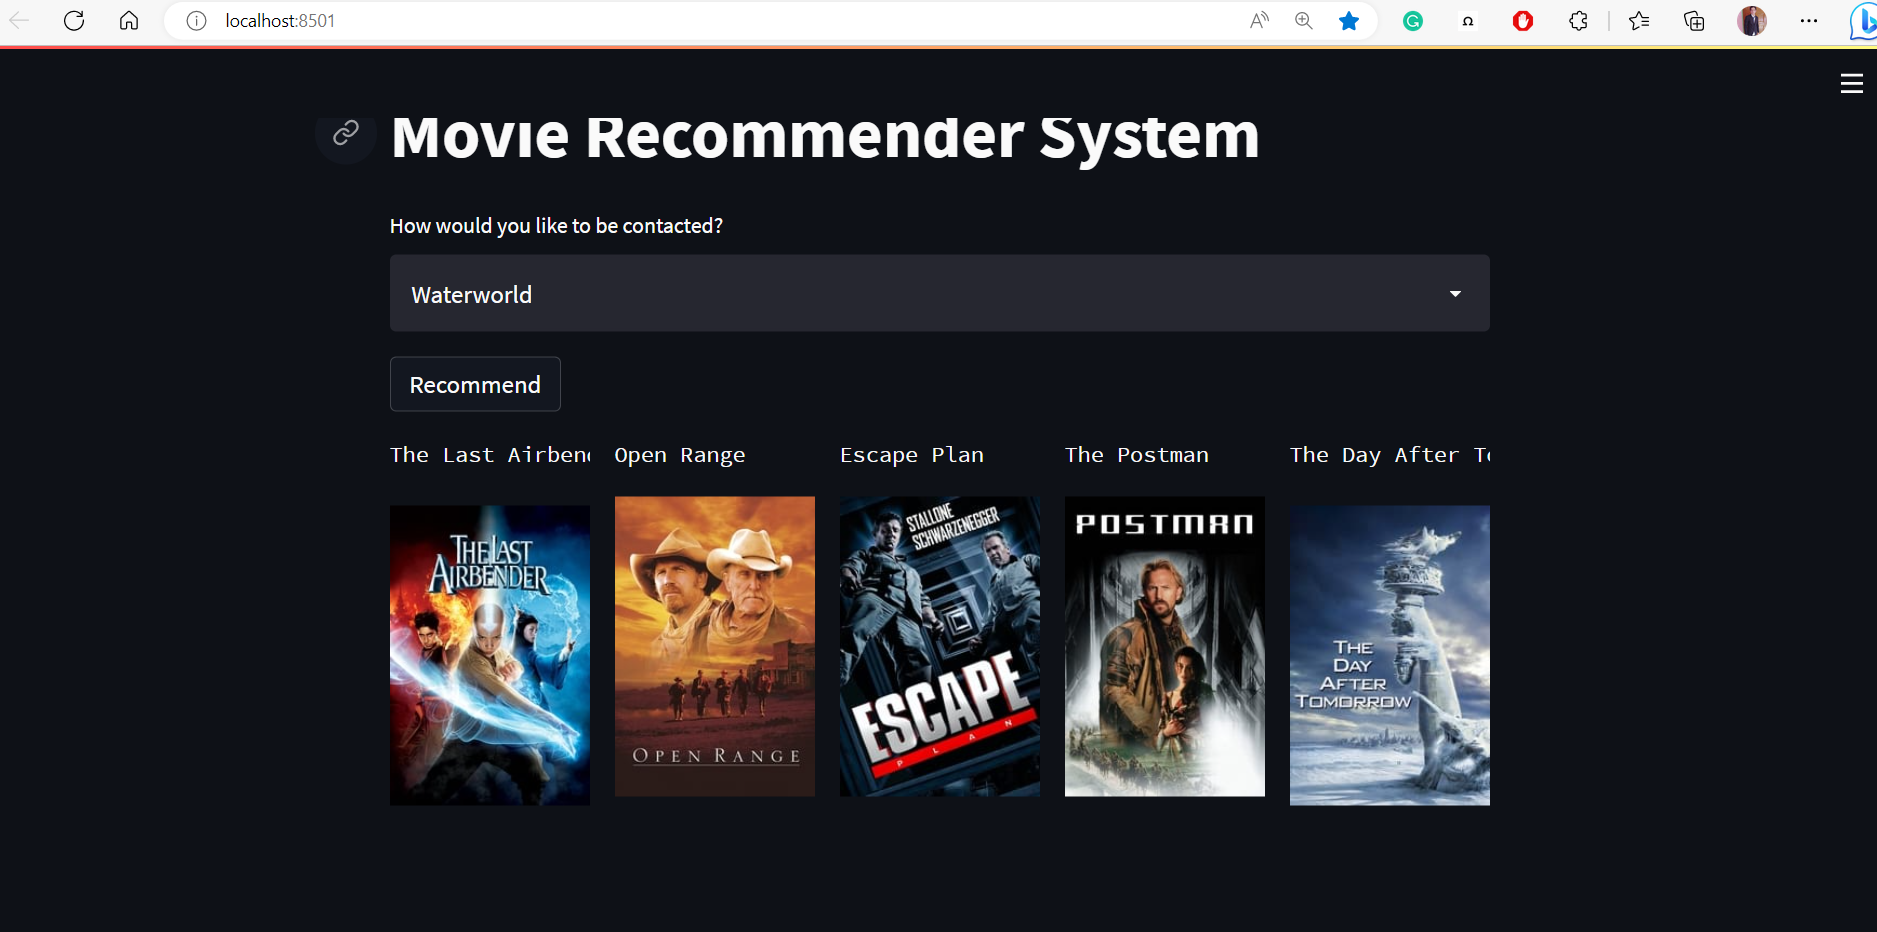 localhost:8501
Movie Recommender System
How would you like to be contacted?
Waterworld
Recommend
The Last Airben
Open Range
Escape Plan
The Postman
The Day After T
THE LAST
AIRBENDER
OPEN RANGE
STALLONE
SCHWARZENEGGER
ESCAPE
PLAN
POSTMAN
THE
DAY
AFTER
TOMORROW